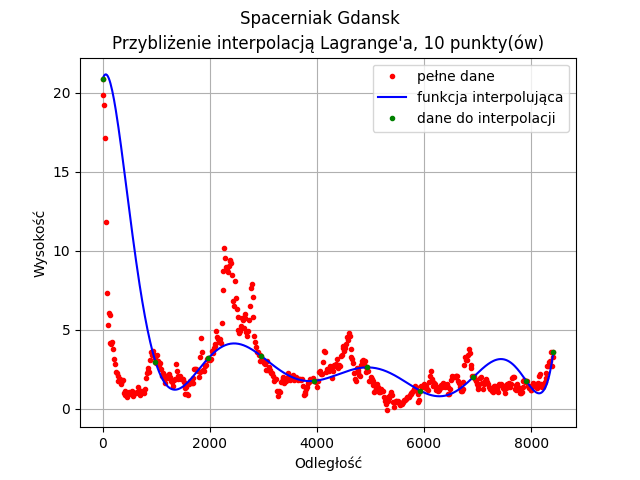 Spacerniak Gdansk
Przybliżenie interpolacją Lagrange'a, 10 punkty(ów)
pełne dane
funkcja interpolująca
dane do interpolacji
Wysokość
20
15
10
5
0
0 2000 4000 6000 8000
Odległość